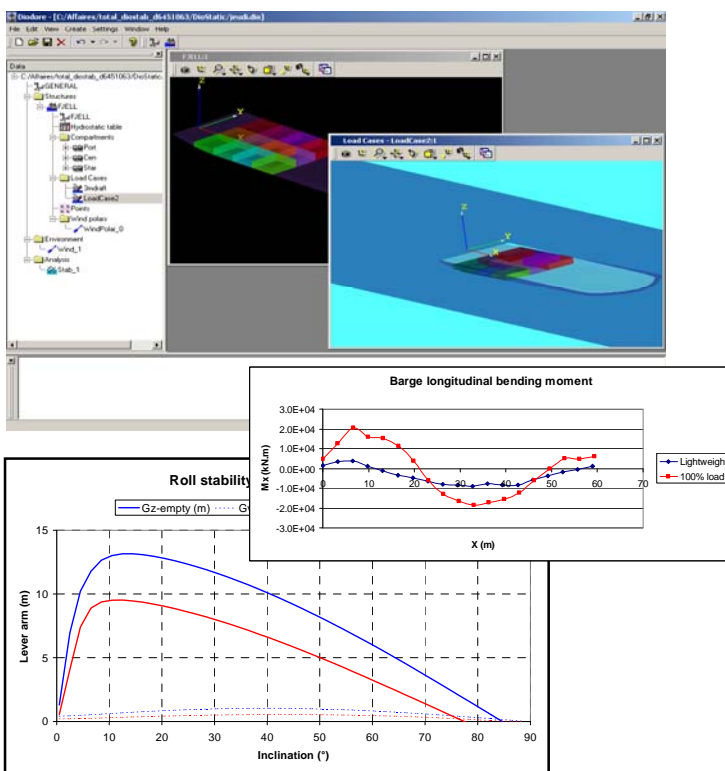 Diodore - [C:/Affaires/total_diostab_d6451063/DioStatic/jmudi.dio]
File Edit View Create Settings Window Help
Data
C:/Affaires/total_diostab_d6451063/DioStatic
GENERAL
Structures
FJELL
FJELL
Hydrostatic table
Compartments
Port
Cen
Star
Load Cases
3mdraft
LoadCase2
Points
Wind polars
WindPolar_0
Environment
Wind_1
Analysis
Stab_1
FJELL:1
Z
Y
X
Load Cases - LoadCase2:1
Z
Y
X
Barge longitudinal bending moment
3.0E+04
2.0E+04
1.0E+04
0.0E+00
-1.0E+04
-2.0E+04
-3.0E+04
Mx (kN.m)
0 10 20 30 40 50 60 70
X (m)
Lightweigh
100% load
Roll stability
Gz-empty (m)
15
10
5
0
Lever arm (m)
0 10 20 30 40 50 60 70 80 90
Inclination (°)